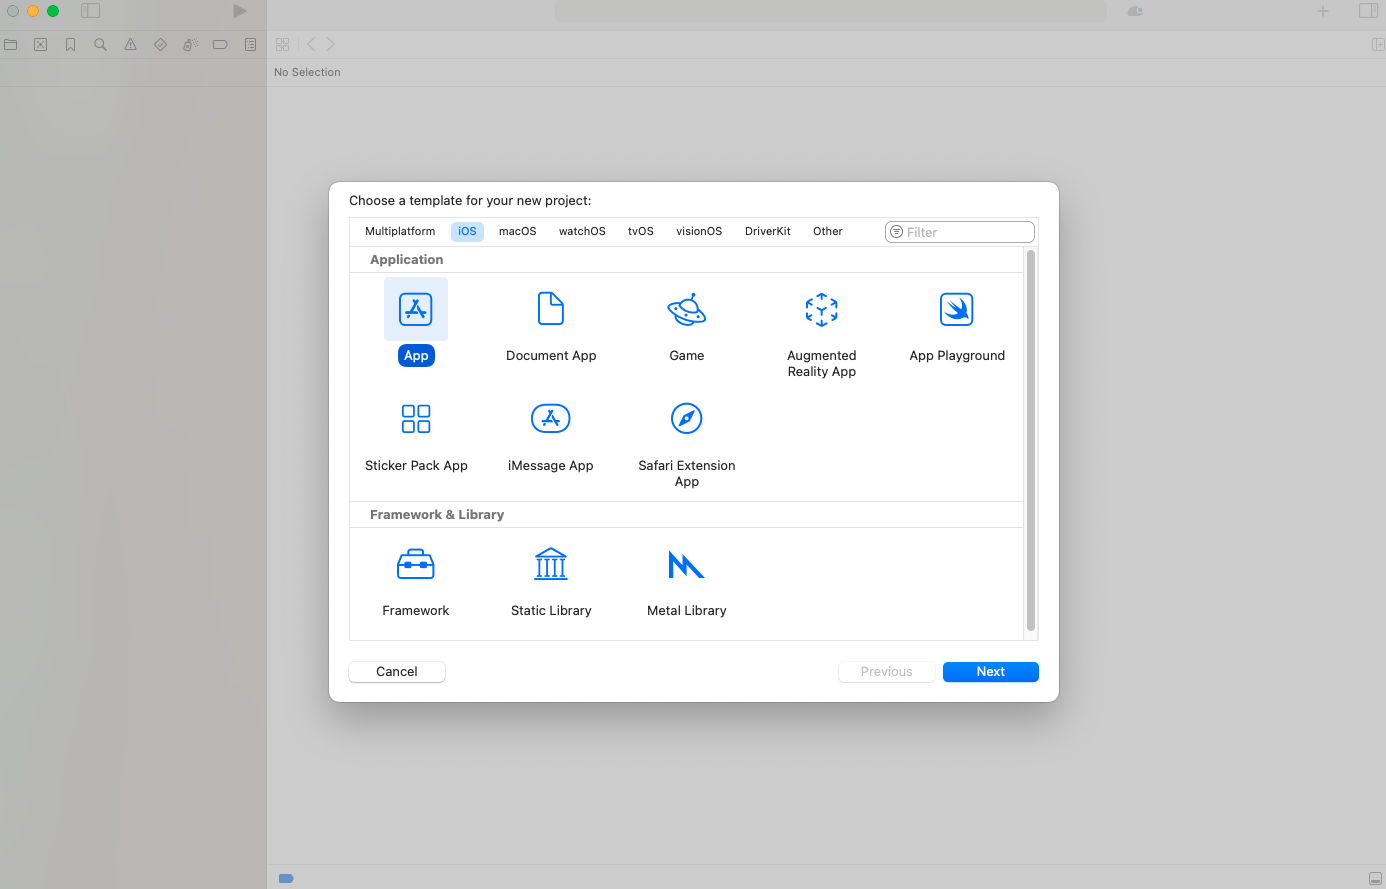 No Selection
Choose a template for your new project:
Multiplatform iOS macOS watchOS tvOS visionOS DriverKit Other Filter
Application
App Document App Game Augmented Reality App App Playground
Sticker Pack App iMessage App Safari Extension App
Framework & Library
Framework Static Library Metal Library
Cancel Previous Next